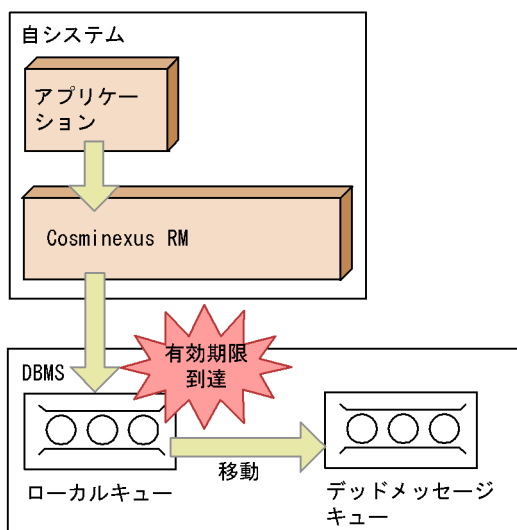 自システム
アプリケー
ション
Cosminexus RM
有効期限
到達
DBMS
移動
ローカルキュー
デッドメッセージ
キュー